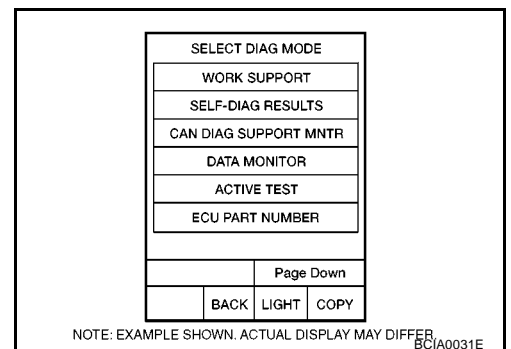 SELECT DIAG MODE
WORK SUPPORT
SELF-DIAG RESULTS
CAN DIAG SUPPORT MNTR
DATA MONITOR
ACTIVE TEST
ECU PART NUMBER
Page Down
BACK LIGHT COPY
NOTE: EXAMPLE SHOWN. ACTUAL DISPLAY MAY DIFFER.
BCIA0031E